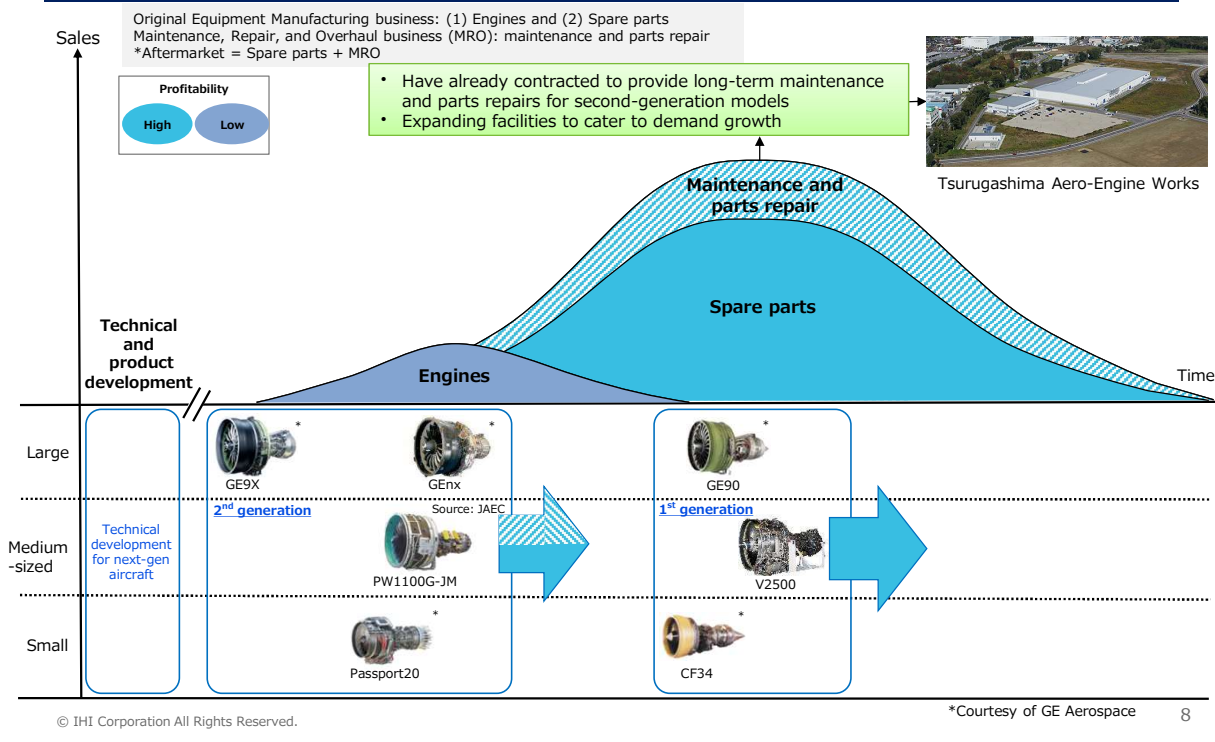 Original Equipment Manufacturing business: (1) Engines and (2) Spare parts
Maintenance, Repair, and Overhaul business (MRO): maintenance and parts repair
*Aftermarket = Spare parts + MRO
Sales
Profitability
High
Low
• Have already contracted to provide long-term maintenance
and parts repairs for second-generation models
• Expanding facilities to cater to demand growth
Tsurugashima Aero-Engine Works
Maintenance and
parts repair
Spare parts
Technical
and
product
development
Engines
Time
Large
*
GE9X
*
GEnx
*
GE90
2nd generation
Source: JAEC
1st generation
Medium
-sized
Technical
development
for next-gen
aircraft
PW1100G-JM
V2500
Small
*
Passport20
*
CF34
*Courtesy of GE Aerospace
8
© IHI Corporation All Rights Reserved.